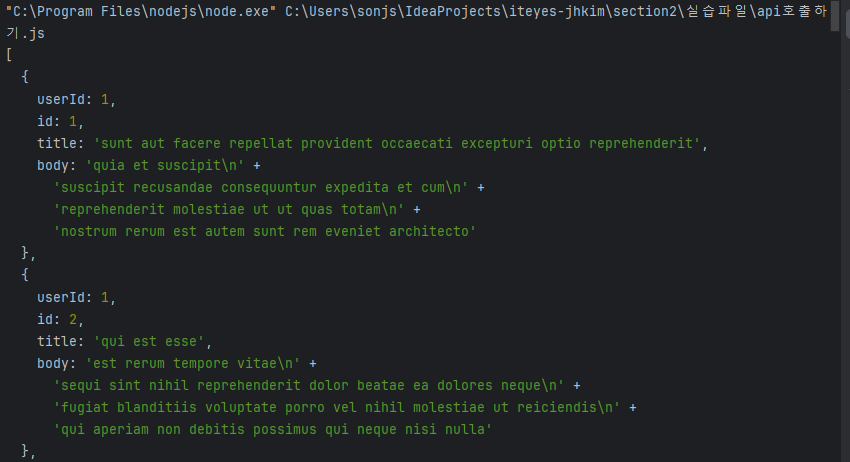 "C:\Program Files\nodejs\node.exe" C:\Users\sonjs\IdeaProjects\iteyes-jhkim\section2\실습파일\api호출하
기.js
[
  {
    userId: 1,
    id: 1,
    title: 'sunt aut facere repellat provident occaecati excepturi optio reprehenderit',
    body: 'quia et suscipit\n' +
      'suscipit recusandae consequuntur expedita et cum\n' +
      'reprehenderit molestiae ut ut quas totam\n' +
      'nostrum rerum est autem sunt rem eveniet architecto'
  },
  {
    userId: 1,
    id: 2,
    title: 'qui est esse',
    body: 'est rerum tempore vitae\n' +
      'sequi sint nihil reprehenderit dolor beatae ea dolores neque\n' +
      'fugiat blanditiis voluptate porro vel nihil molestiae ut reiciendis\n' +
      'qui aperiam non debitis possimus qui neque nisi nulla'
  },